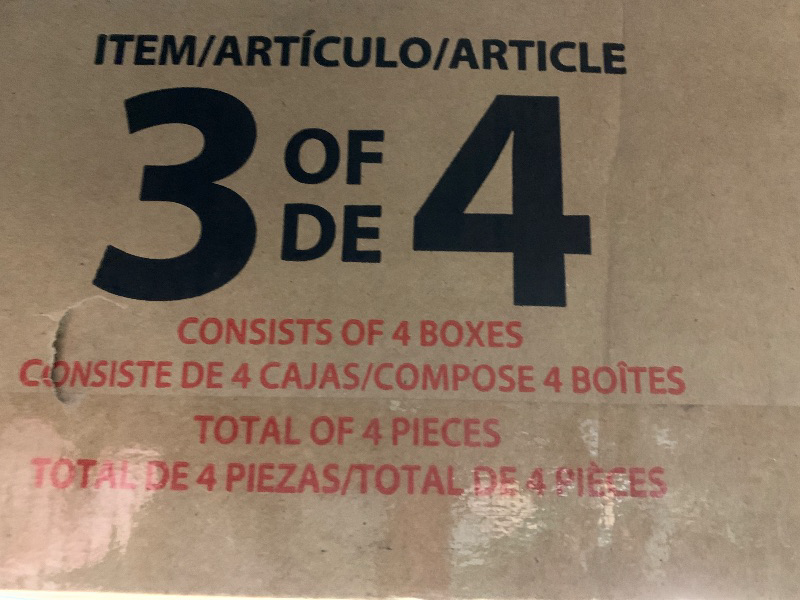 ITEM/ARTÍCULO/ARTICLE
3 OF DE 4
CONSISTS OF 4 BOXES
CONSISTE DE 4 CAJAS/COMPOSE 4 BOÎTES
TOTAL OF 4 PIECES
TOTAL DE 4 PIEZAS/TOTAL DE 4 PIÈCES